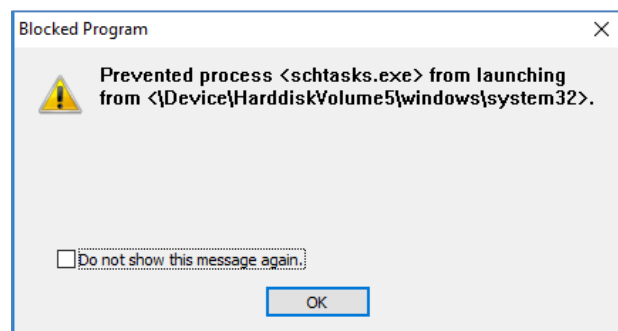 Blocked Program
Prevented process <schtasks.exe> from launching
from <\Device\HarddiskVolume5\windows\system32>.
Do not show this message again.
OK